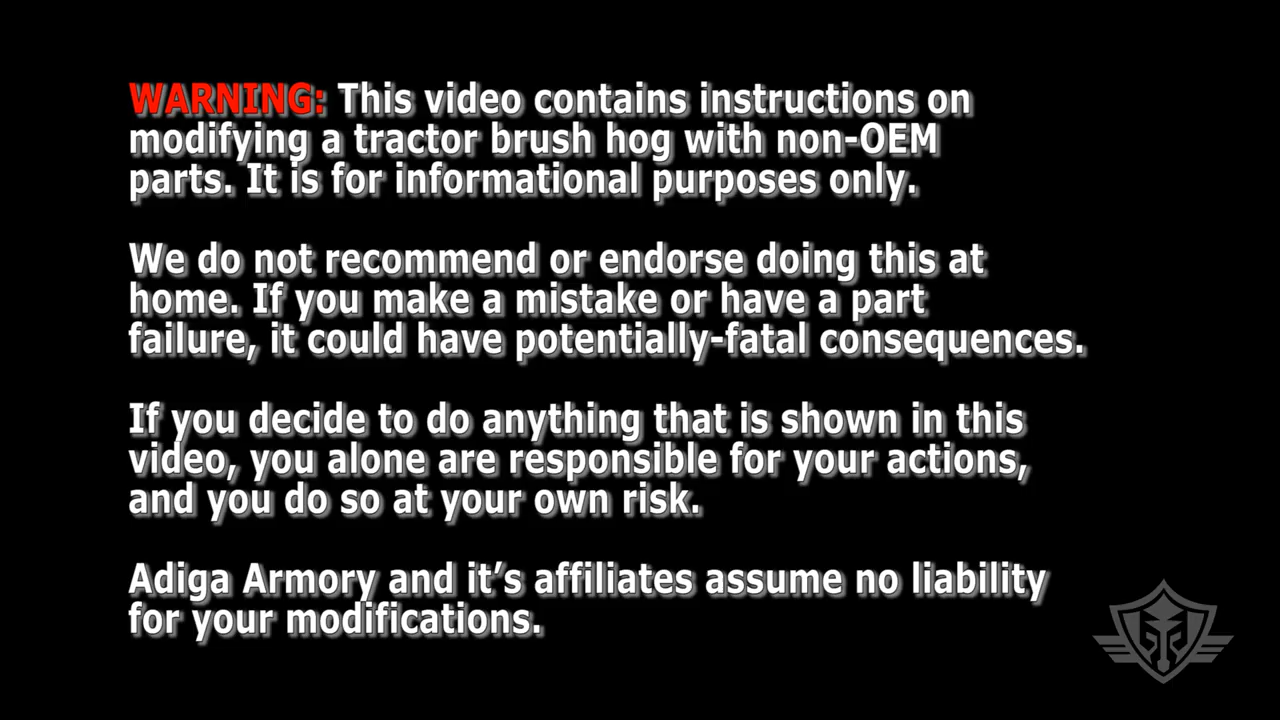 WARNING: This video contains instructions on
modifying a tractor brush hog with non-OEM
parts. It is for informational purposes only.
We do not recommend or endorse doing this at
home. If you make a mistake or have a part
failure, it could have potentially-fatal consequences.
If you decide to do anything that is shown in this
video, you alone are responsible for your actions,
and you do so at your own risk.
Adiga Armory and it’s affiliates assume no liability
for your modifications.